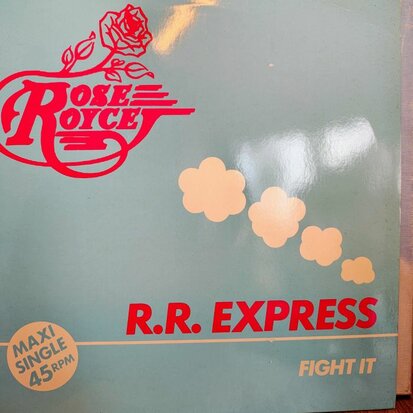 ROSE
ROYCE
R.R. EXPRESS
MAXI
SINGLE
45 RPM
FIGHT IT